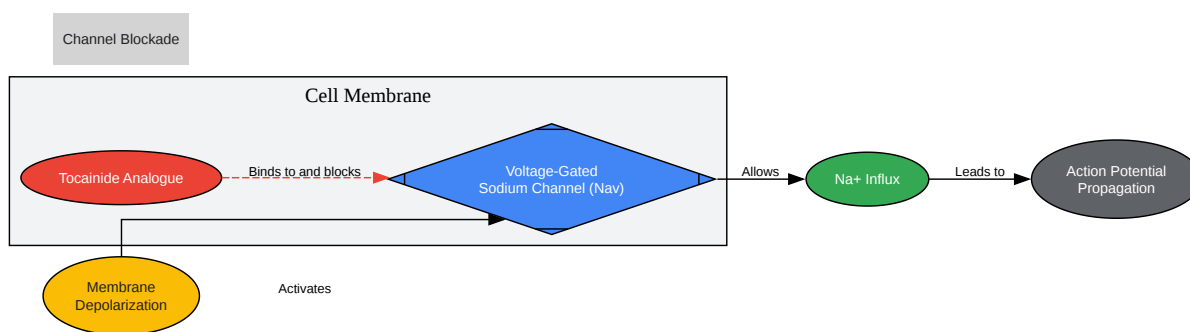 Channel Blockade
Cell Membrane
Tocainide Analogue
Binds to and blocks
Voltage-Gated
Sodium Channel (Nav)
Allows
Na+ Influx
Leads to
Action Potential
Propagation
Membrane
Depolarization
Activates